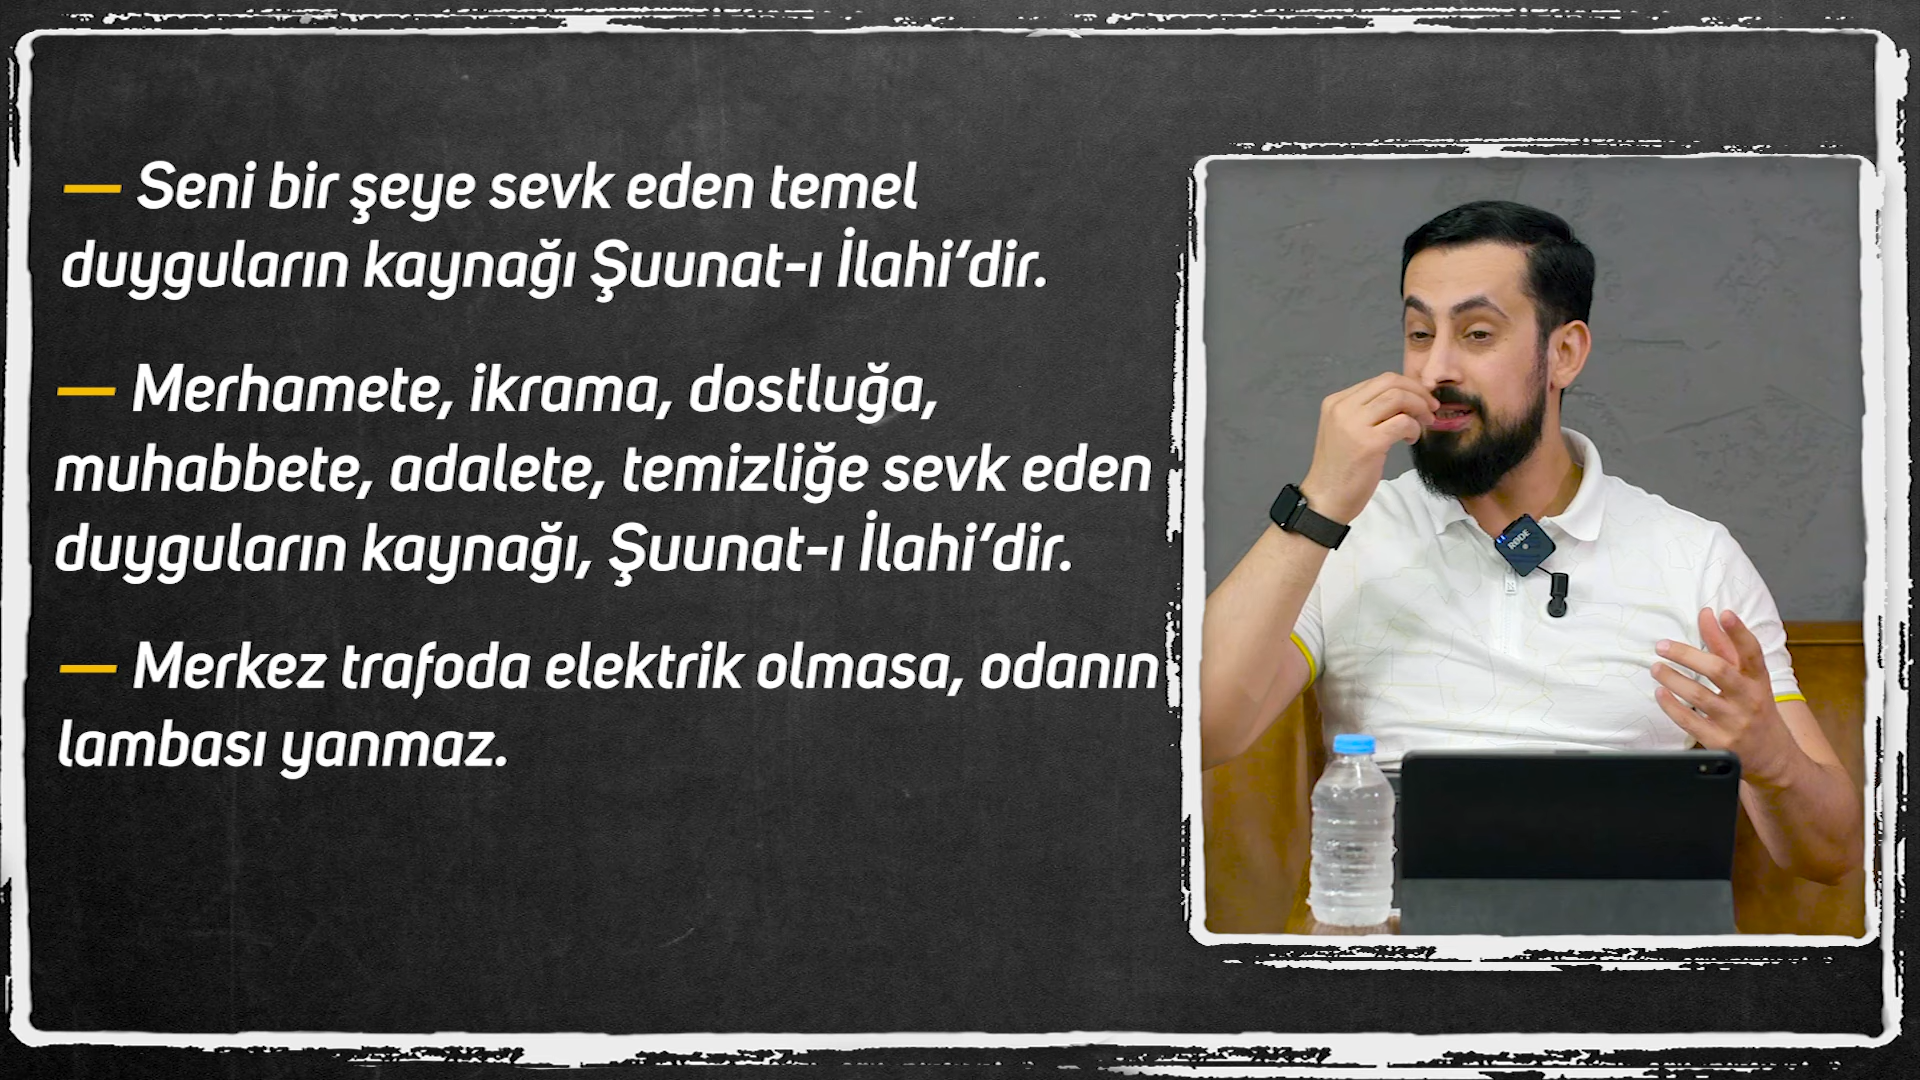 — Seni bir şeye sevk eden temel
duyguların kaynağı Şuunat-ı İlahi’dir.
— Merhamete, ikrama, dostluğa,
muhabbete, adalete, temizliğe sevk eden
duyguların kaynağı, Şuunat-ı İlahi’dir.
— Merkez trafoda elektrik olmasa, odanın
lambası yanmaz.
RODE